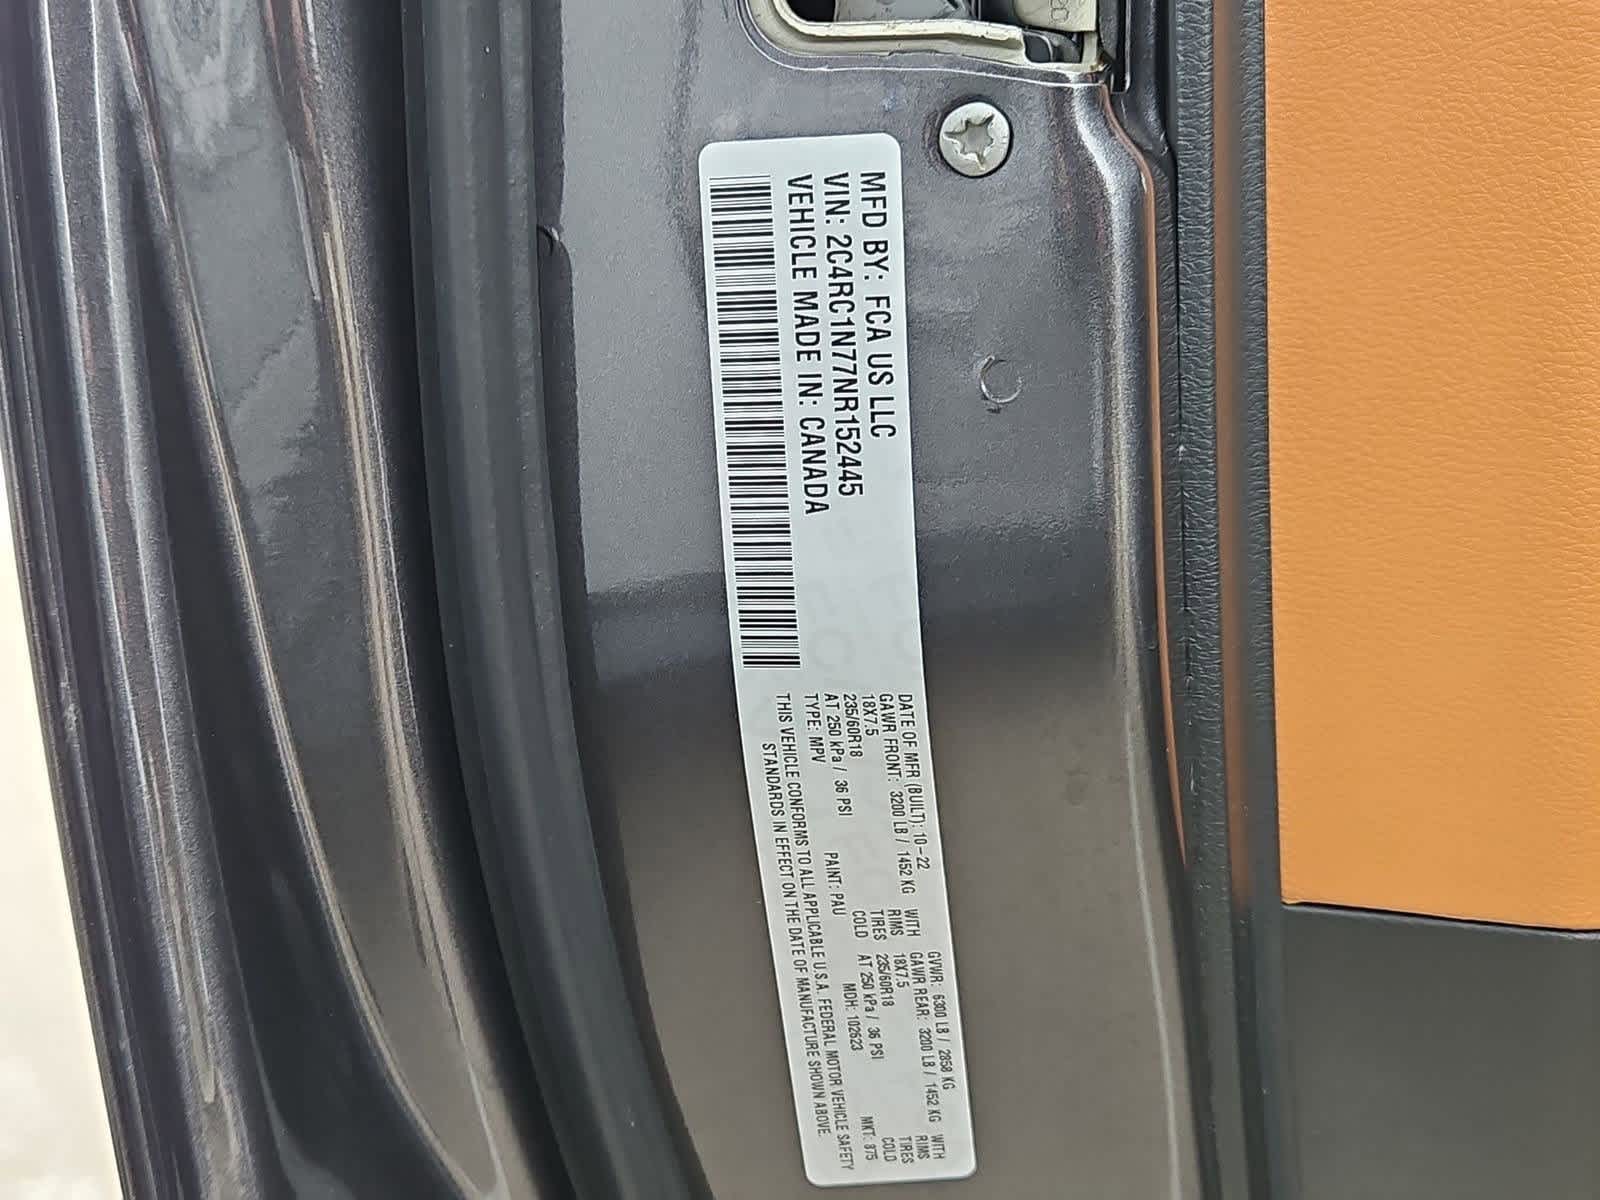 MFD BY: FCA US LLC
VIN: 2C4RC1N77NR152445
VEHICLE MADE IN: CANADA
DATE OF MFR (BUILT): 10-22 GVWR: 6300 LB / 2858 KG
GAWR FRONT: 3200 LB / 1452 KG WITH GAWR REAR: 3200 LB / 1452 KG WITH
18X7.5 RIMS 18X7.5 RIMS
235/60R18 TIRES 235/60R18 TIRES
AT 250 kPa / 36 PSI COLD AT 250 kPa / 36 PSI COLD
TYPE: MPV PAINT: PAU MDH: 102623 MKT: 875
THIS VEHICLE CONFORMS TO ALL APPLICABLE U.S.A. FEDERAL MOTOR VEHICLE SAFETY
STANDARDS IN EFFECT ON THE DATE OF MANUFACTURE SHOWN ABOVE.